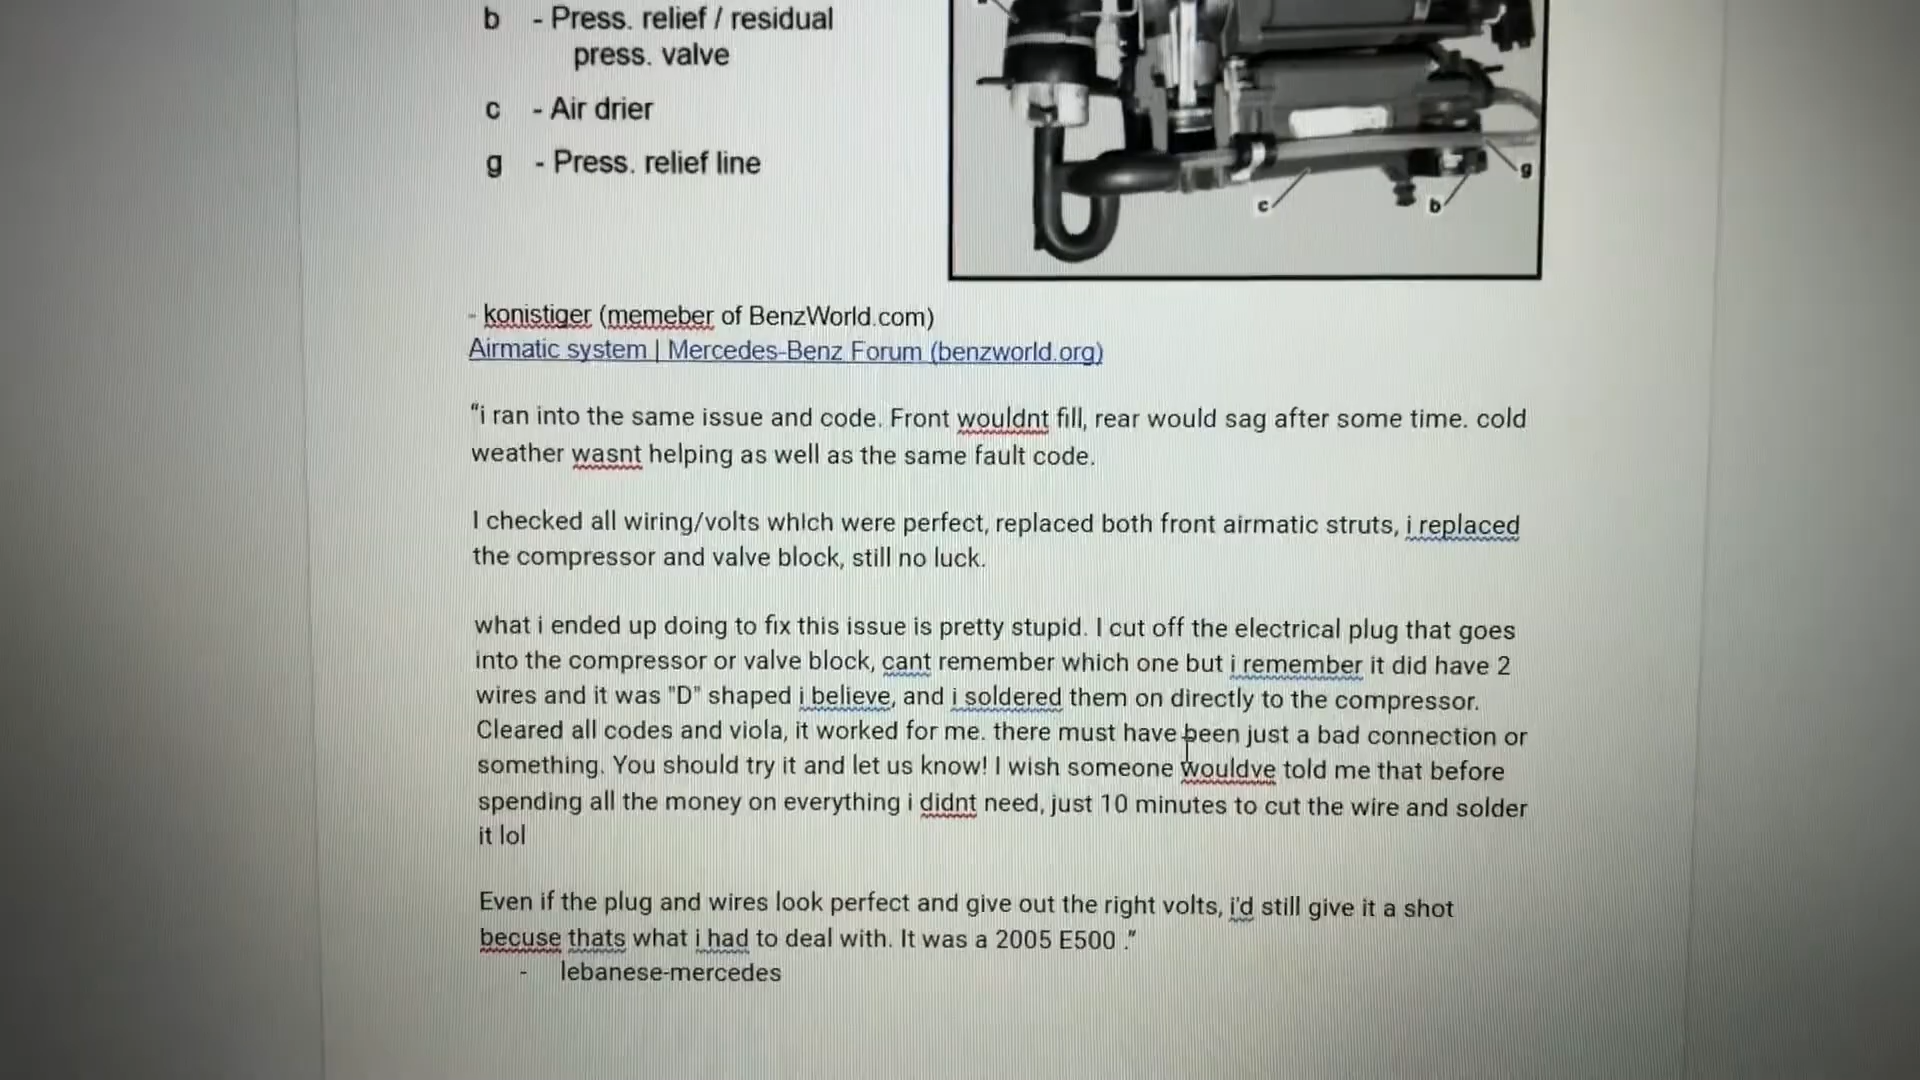 b - Press. relief / residual
press. valve
c - Air drier
g - Press. relief line
g
c
b
- konistiger (memeber of BenzWorld.com)
Airmatic system | Mercedes-Benz Forum (benzworld.org)
"i ran into the same issue and code. Front wouldnt fill, rear would sag after some time. cold
weather wasnt helping as well as the same fault code.
I checked all wiring/volts which were perfect, replaced both front airmatic struts, i replaced
the compressor and valve block, still no luck.
what i ended up doing to fix this issue is pretty stupid. I cut off the electrical plug that goes
into the compressor or valve block, cant remember which one but i remember it did have 2
wires and it was "D" shaped i believe, and i soldered them on directly to the compressor.
Cleared all codes and viola, it worked for me. there must have been just a bad connection or
something. You should try it and let us know! I wish someone wouldve told me that before
spending all the money on everything i didnt need, just 10 minutes to cut the wire and solder
it lol
Even if the plug and wires look perfect and give out the right volts, i'd still give it a shot
becuse thats what i had to deal with. It was a 2005 E500 ."
- lebanese-mercedes